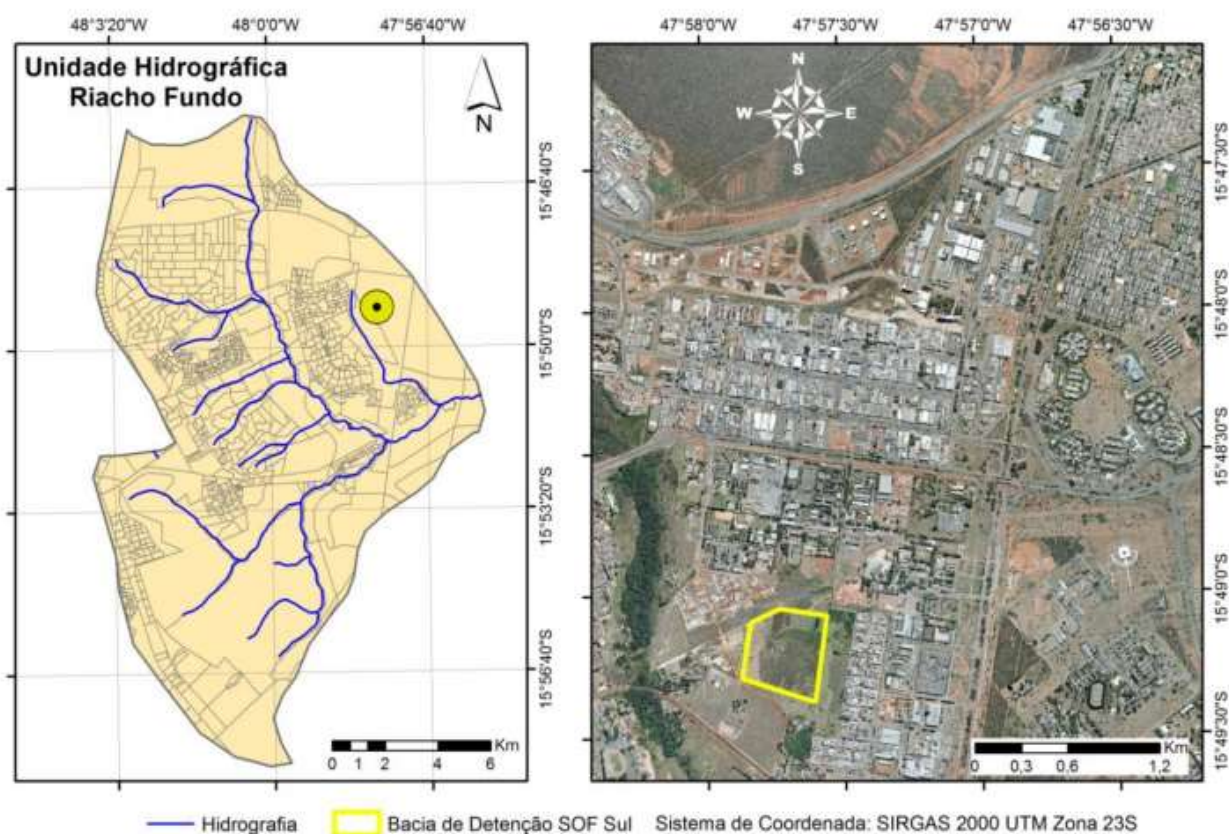 48°3'20"W 48°0'0"W 47°56'40"W
Unidade Hidrográfica
Riacho Fundo
N
15°46'40"S
15°50'0"S
15°53'20"S
15°56'40"S
Km
0 1 2 4 6
47°58'0"W 47°57'30"W 47°57'0"W 47°56'30"W
N
W E
S
15°47'30"S
15°48'0"S
15°48'30"S
15°49'0"S
15°49'30"S
Km
0 0,3 0,6 1,2
Hidrografia Bacia de Detenção SOF Sul Sistema de Coordenada: SIRGAS 2000 UTM Zona 23S